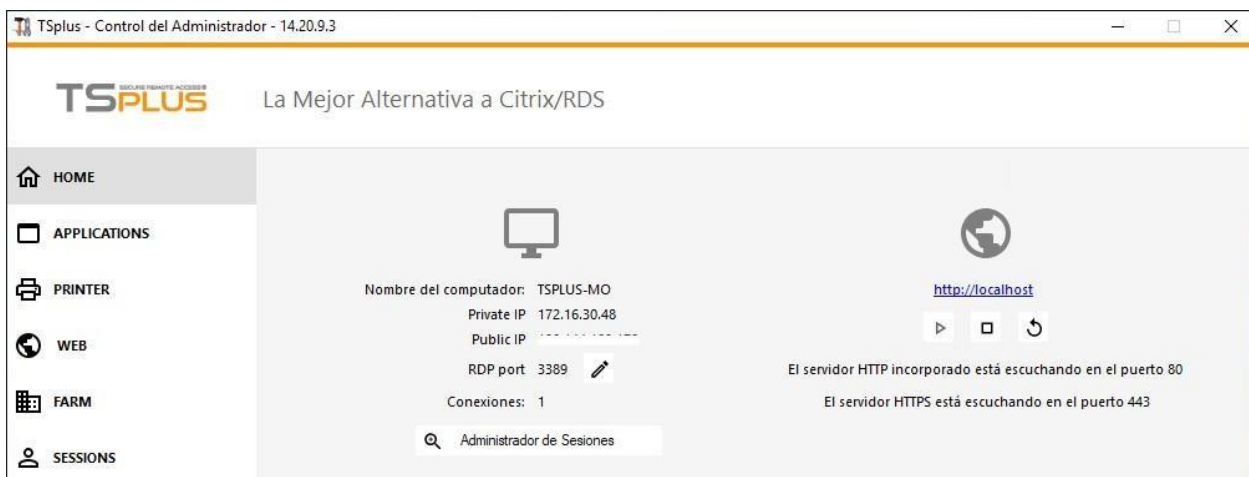 TSplus - Control del Administrador - 14.20.9.3
TSPLUS SECURE REMOTE ACCESS
La Mejor Alternativa a Citrix/RDS
HOME
APPLICATIONS
PRINTER
WEB
FARM
SESSIONS
Nombre del computador: TSPLUS-MO
Private IP 172.16.30.48
Public IP
RDP port 3389
Conexiones: 1
Administrador de Sesiones
http://localhost
El servidor HTTP incorporado está escuchando en el puerto 80
El servidor HTTPS está escuchando en el puerto 443